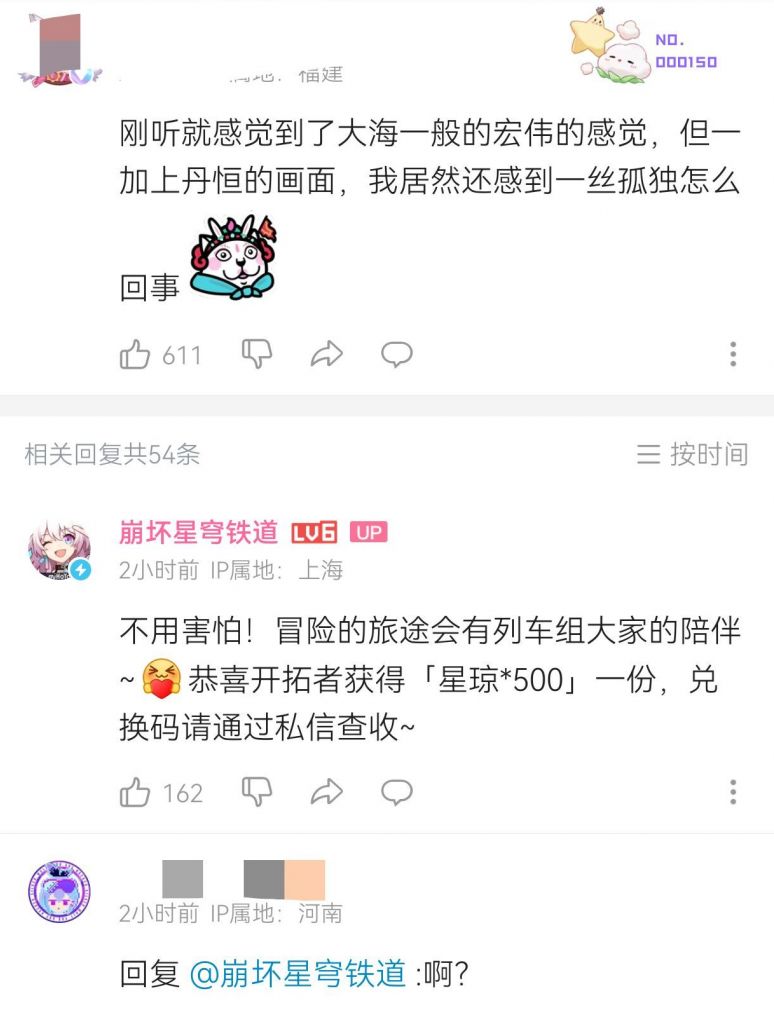 NO.
000150
属地：福建
刚听就感觉到了大海一般的宏伟的感觉，但一
加上丹恒的画面，我居然还感到一丝孤独怎么
回事
611
相关回复共54条
按时间
崩坏星穹铁道 LV6 UP
2小时前 IP属地：上海
不用害怕！冒险的旅途会有列车组大家的陪伴
~恭喜开拓者获得「星琼*500」一份，兑
换码请通过私信查收~
162
2小时前 IP属地：河南
回复 @崩坏星穹铁道 :啊？